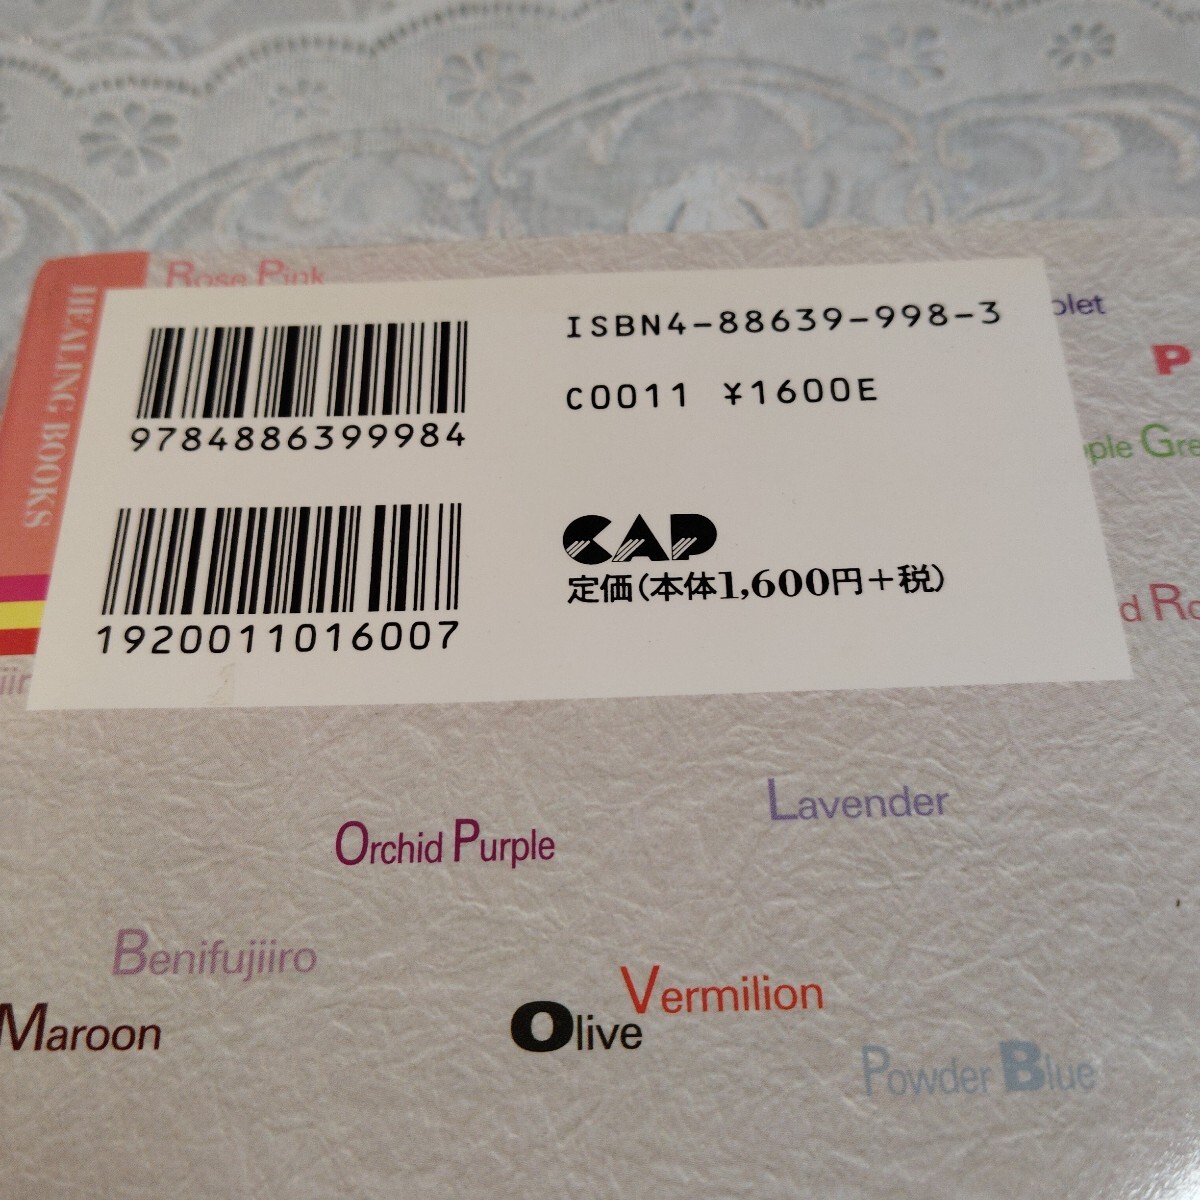 Rose Pink
HEALING BOOKS
ISBN4-88639-998-3
C0011 ¥1600E
9784886399984
CAP
定価(本体1,600円+税)
1920011016007
Lavender
Orchid Purple
Benifujiiro
Vermilion
Maroon
Olive
Powder Blue